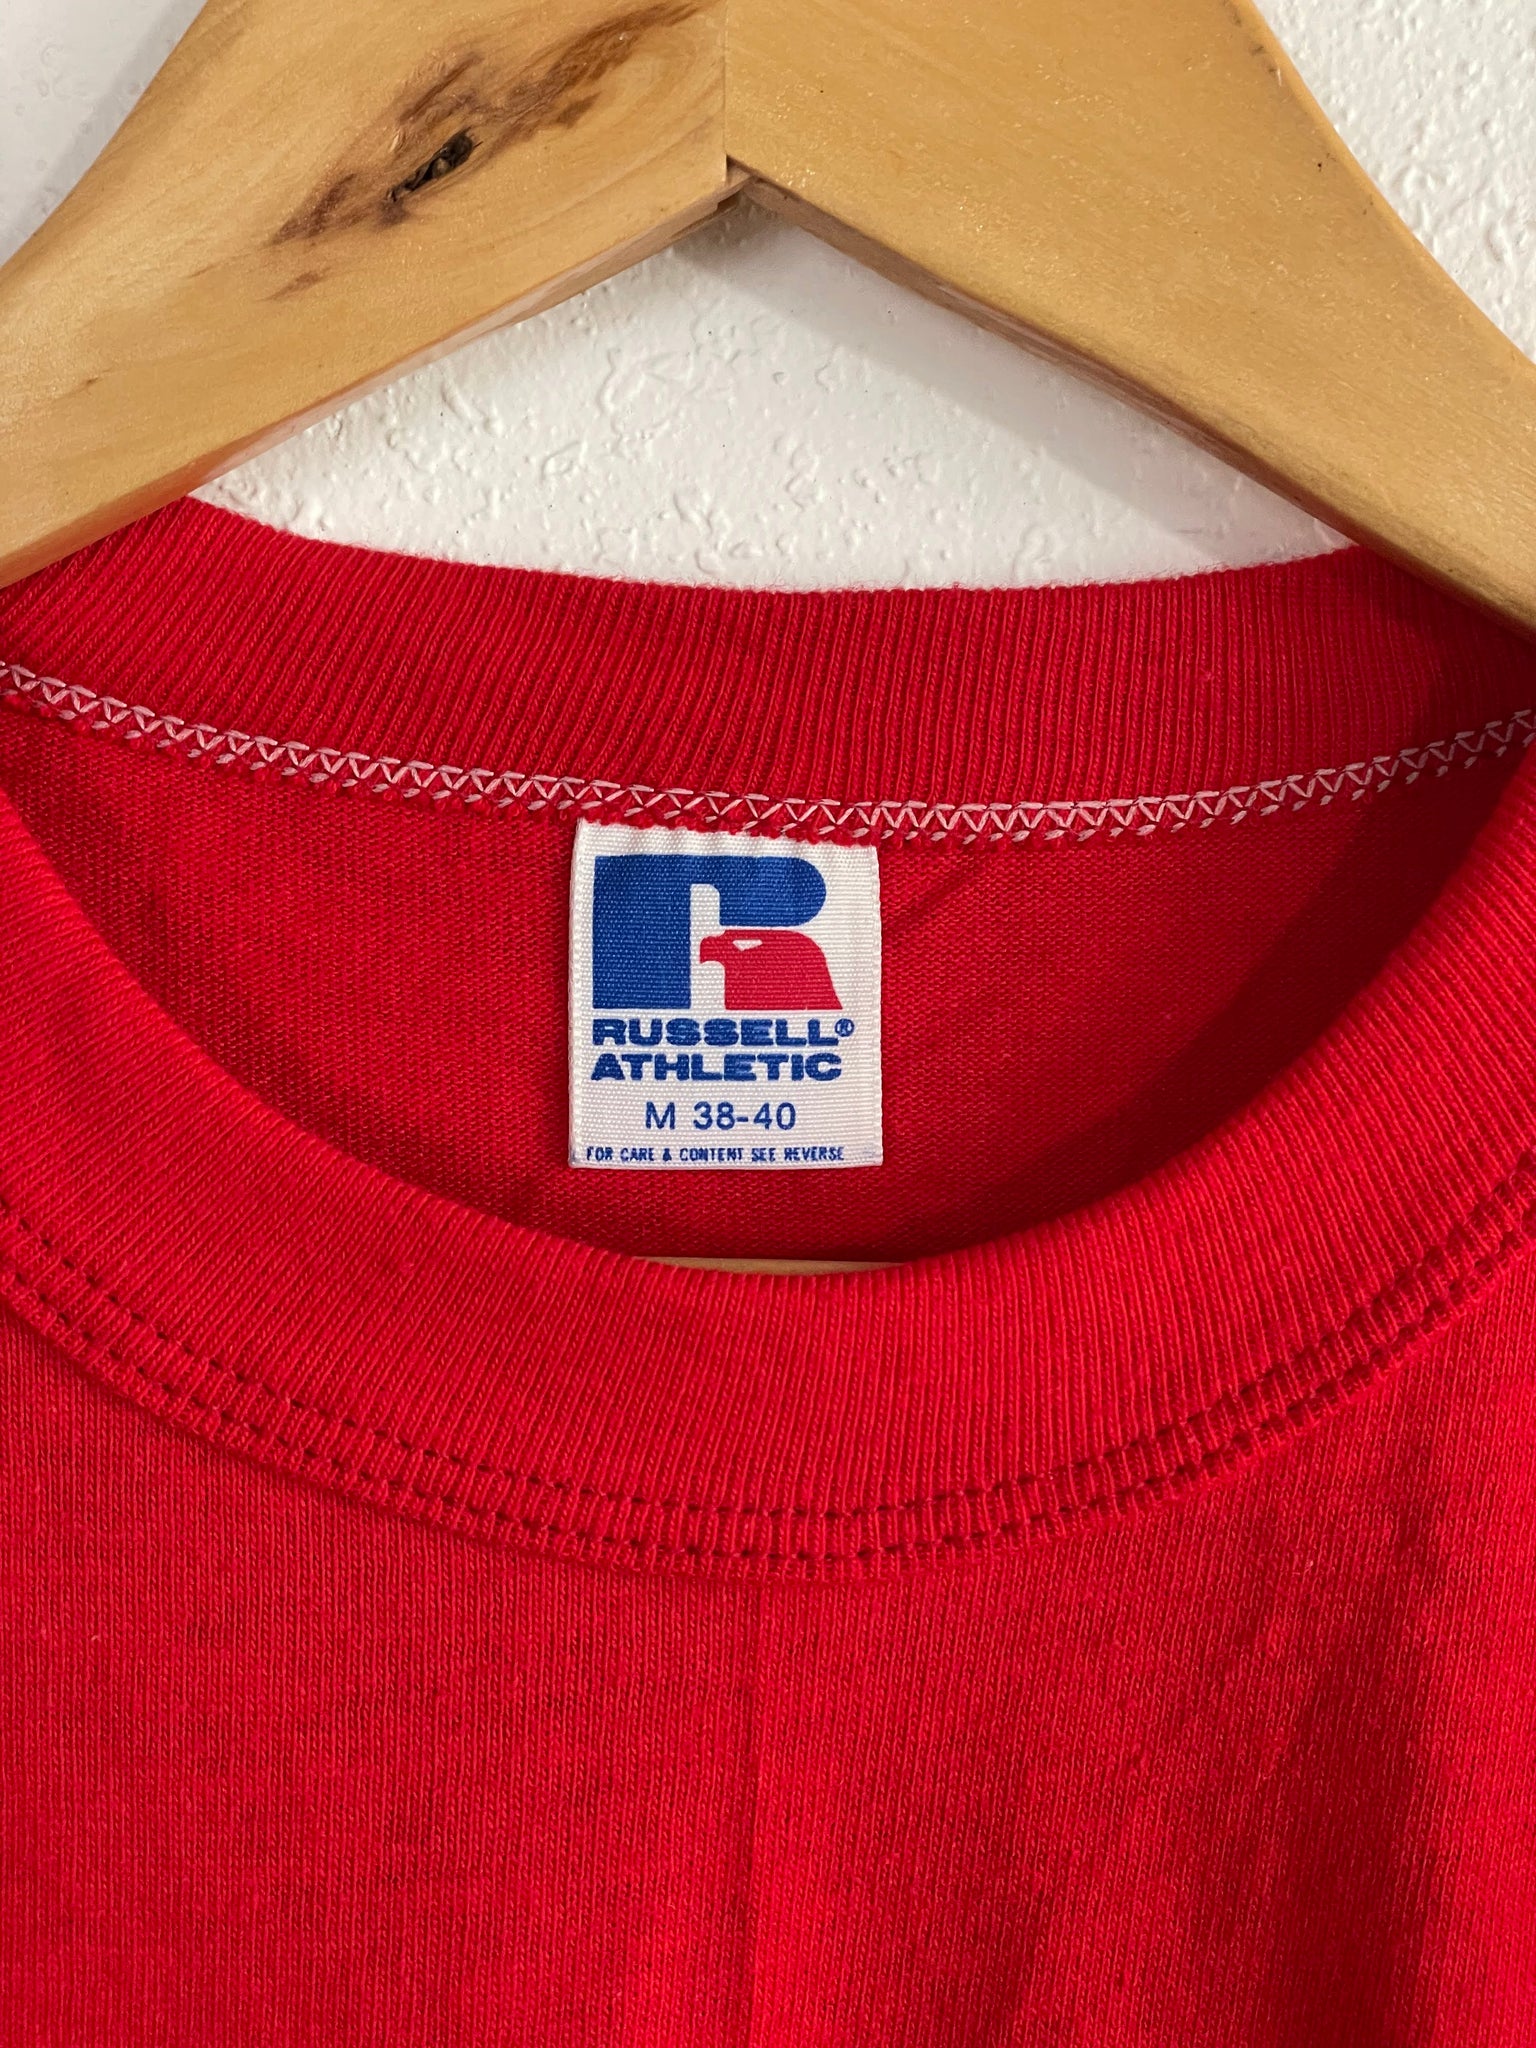 R
RUSSELL®
ATHLETIC
M 38-40
FOR CARE & CONTENT SEE REVERSE